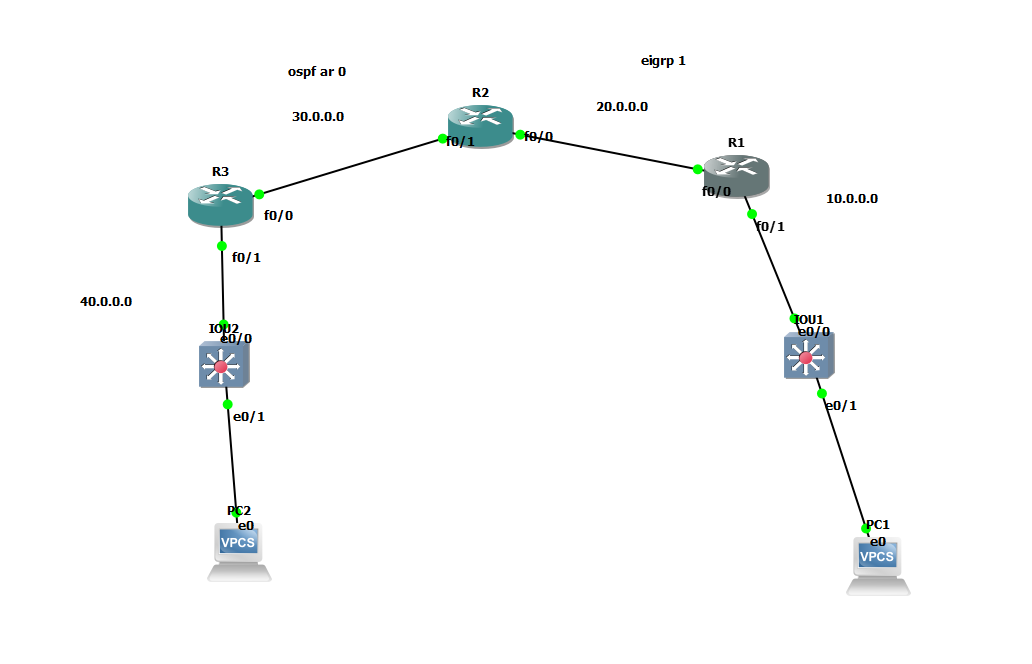 eigrp 1
ospf ar 0
R2
20.0.0.0
30.0.0.0
f0/1
f0/0
R1
R3
f0/0
10.0.0.0
f0/0
f0/1
f0/1
40.0.0.0
IOU2
e0/0
IOU1
e0/0
e0/1
e0/1
PC2
e0
VPCS
PC1
e0
VPCS